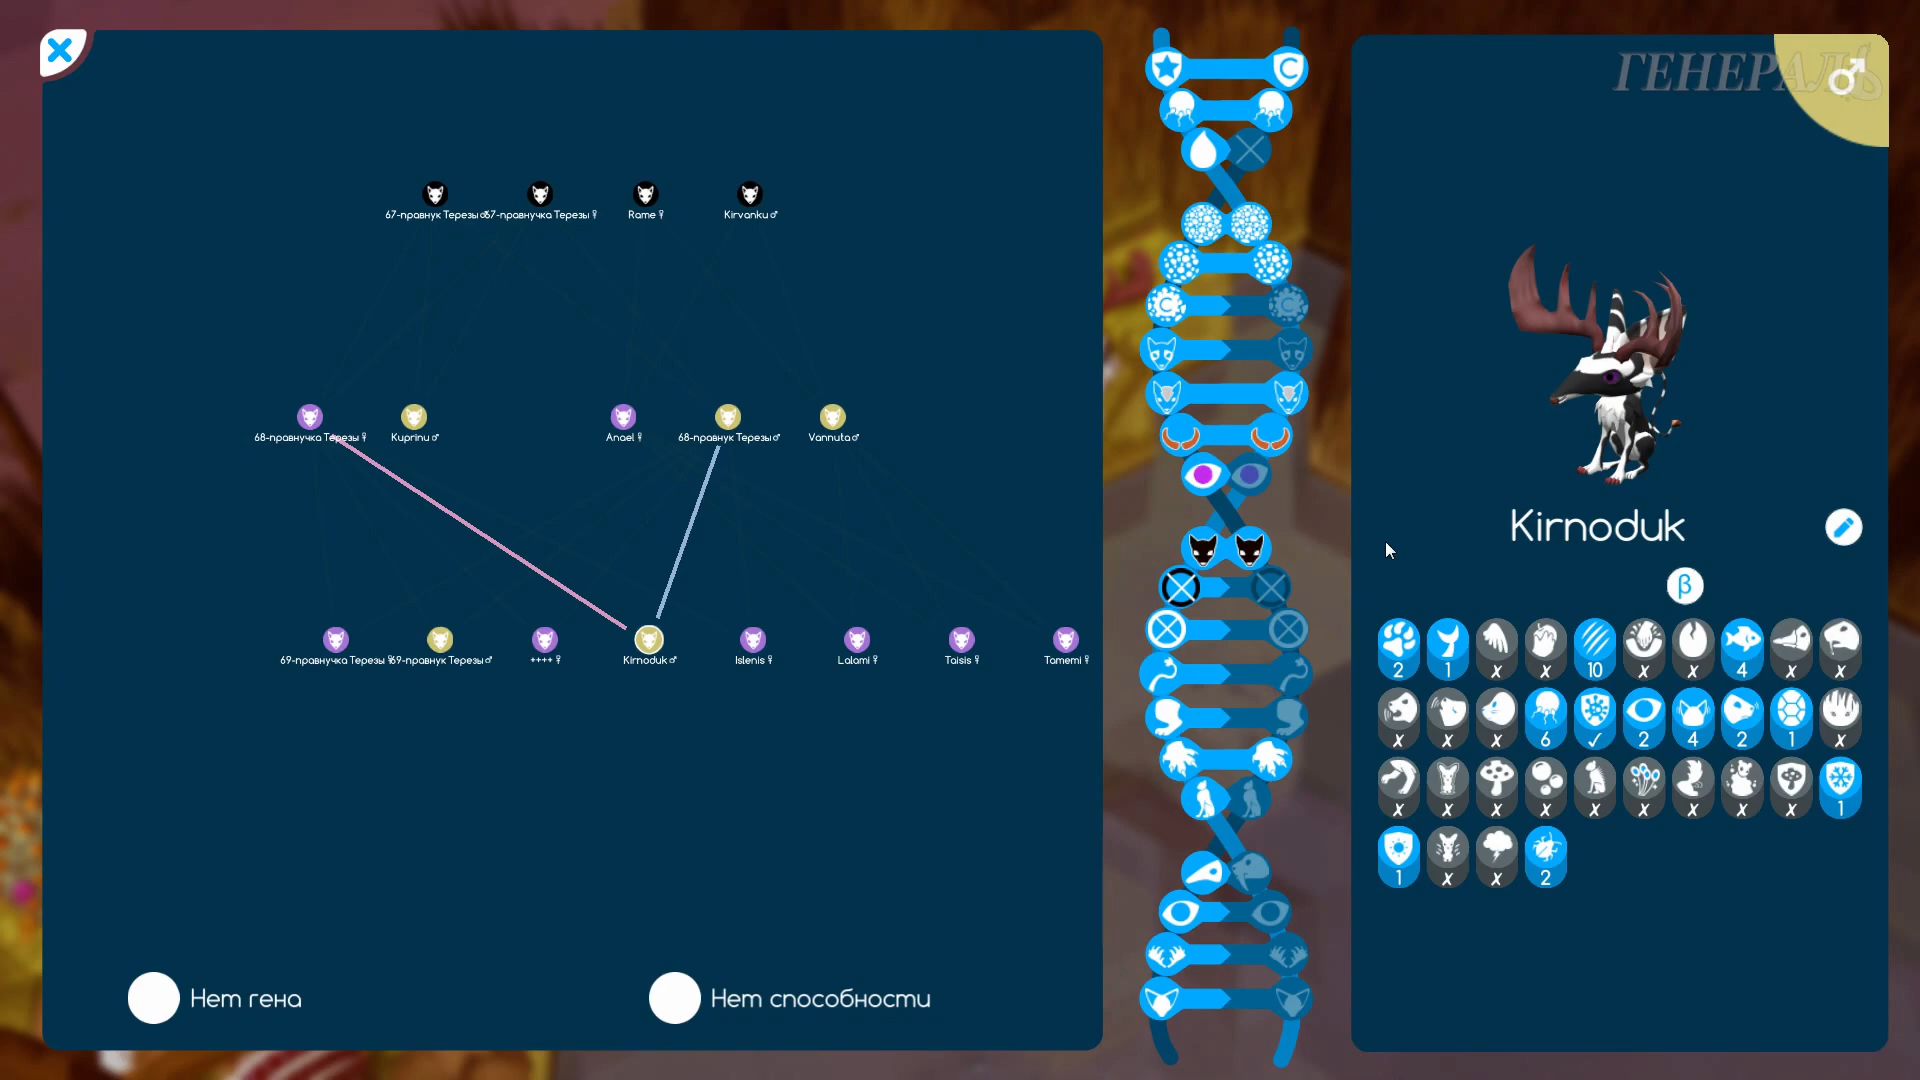 ГЕНЕРАЛ
67-правнук Терезы♂ 67-правнучка Терезы♀ Rame♀ Kirvanku♂
68-правнучка Терезы♀ Kuprinu♂ Anael♀ 68-правнук Терезы♂ Vannuta♂
Kirnoduk
β
69-правнучка Терезы♀ 69-правнук Терезы♂ ++++♀ Kirnoduk♂ Islenis♀ Lalami♀ Taisis♀ Tamemi♀
2 1 x x 10 x x 4 x x
x x x 6 ✓ 2 4 2 1 x
x x x x x x x x x 1
1 x x 2
Нет гена Нет способности